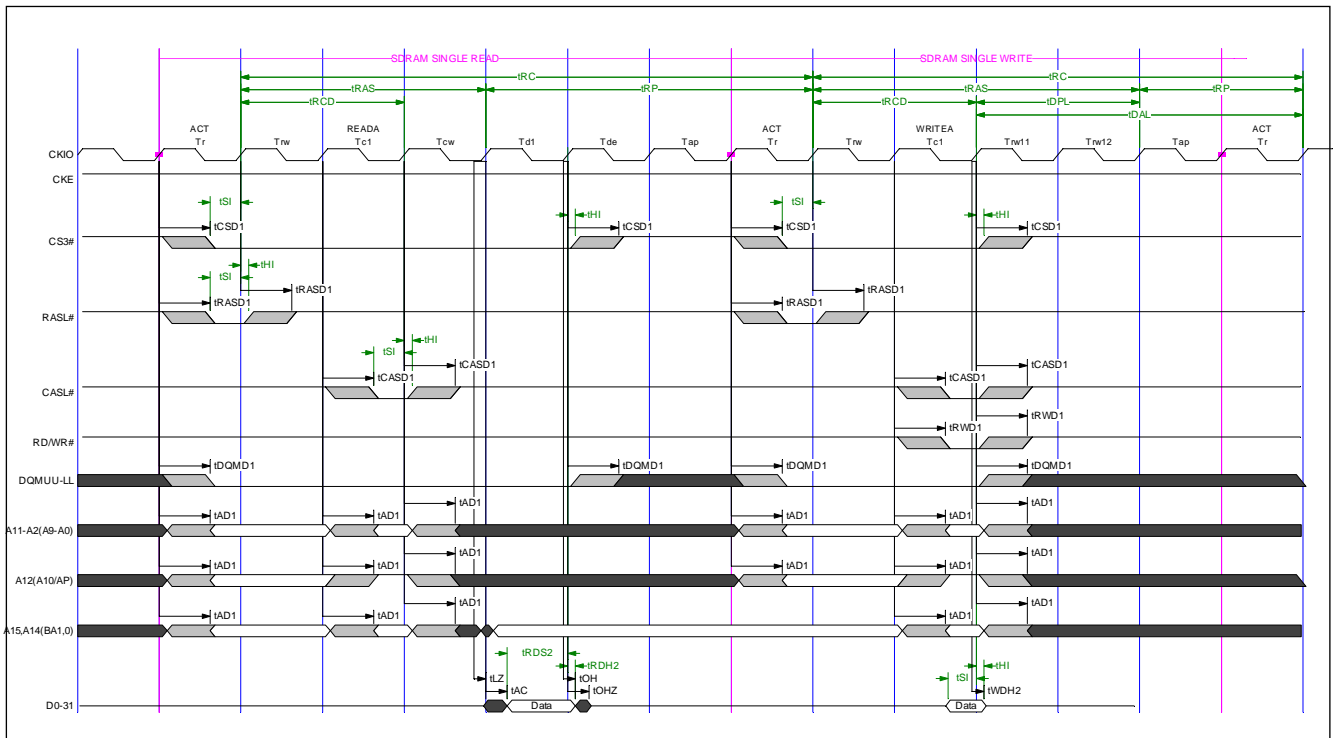 SDRAM SINGLE READ SDRAM SINGLE WRITE
tRC tRC
tRAS tRP tRAS tRP
tRCD tRCD tDPL
tDAL
ACT READA ACT WRITEA ACT
CKIO Tr Trw Tc1 Tcw Td1 Tde Tap Tr Trw Tc1 Trw11 Trw12 Tap Tr
CKE
tSI tSI
tHI tHI
tCSD1 tCSD1 tCSD1 tCSD1
CS3#
tHI
tSI
tRASD1 tRASD1
tRASD1 tRASD1
RASL#
tHI
tSI
tCASD1 tCASD1
tCASD1 tCASD1
CASL#
tRWD1
tRWD1
RD/WR#
tDQMD1 tDQMD1 tDQMD1 tDQMD1
DQMUU-LL
tAD1 tAD1
tAD1 tAD1 tAD1 tAD1
A11-A2(A9-A0)
tAD1 tAD1
tAD1 tAD1 tAD1 tAD1
A12(A10/AP)
tAD1 tAD1
tAD1 tAD1 tAD1
A15,A14(BA1,0)
tRDS2
tRDH2 tHI
tLZ tOH tSI
tAC tOHZ tWDH2
D0-31 Data Data